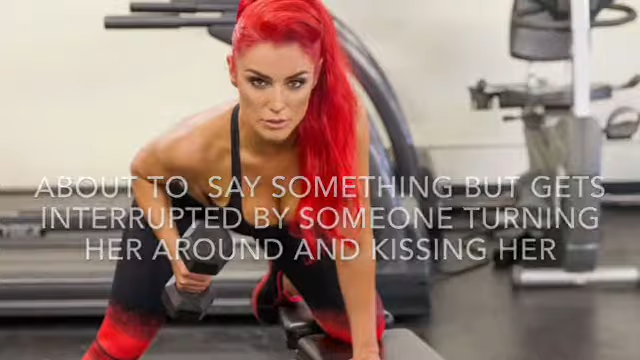 ABOUT TO SAY SOMETHING BUT GETS
INTERRUPTED BY SOMEONE TURNING
HER AROUND AND KISSING HER